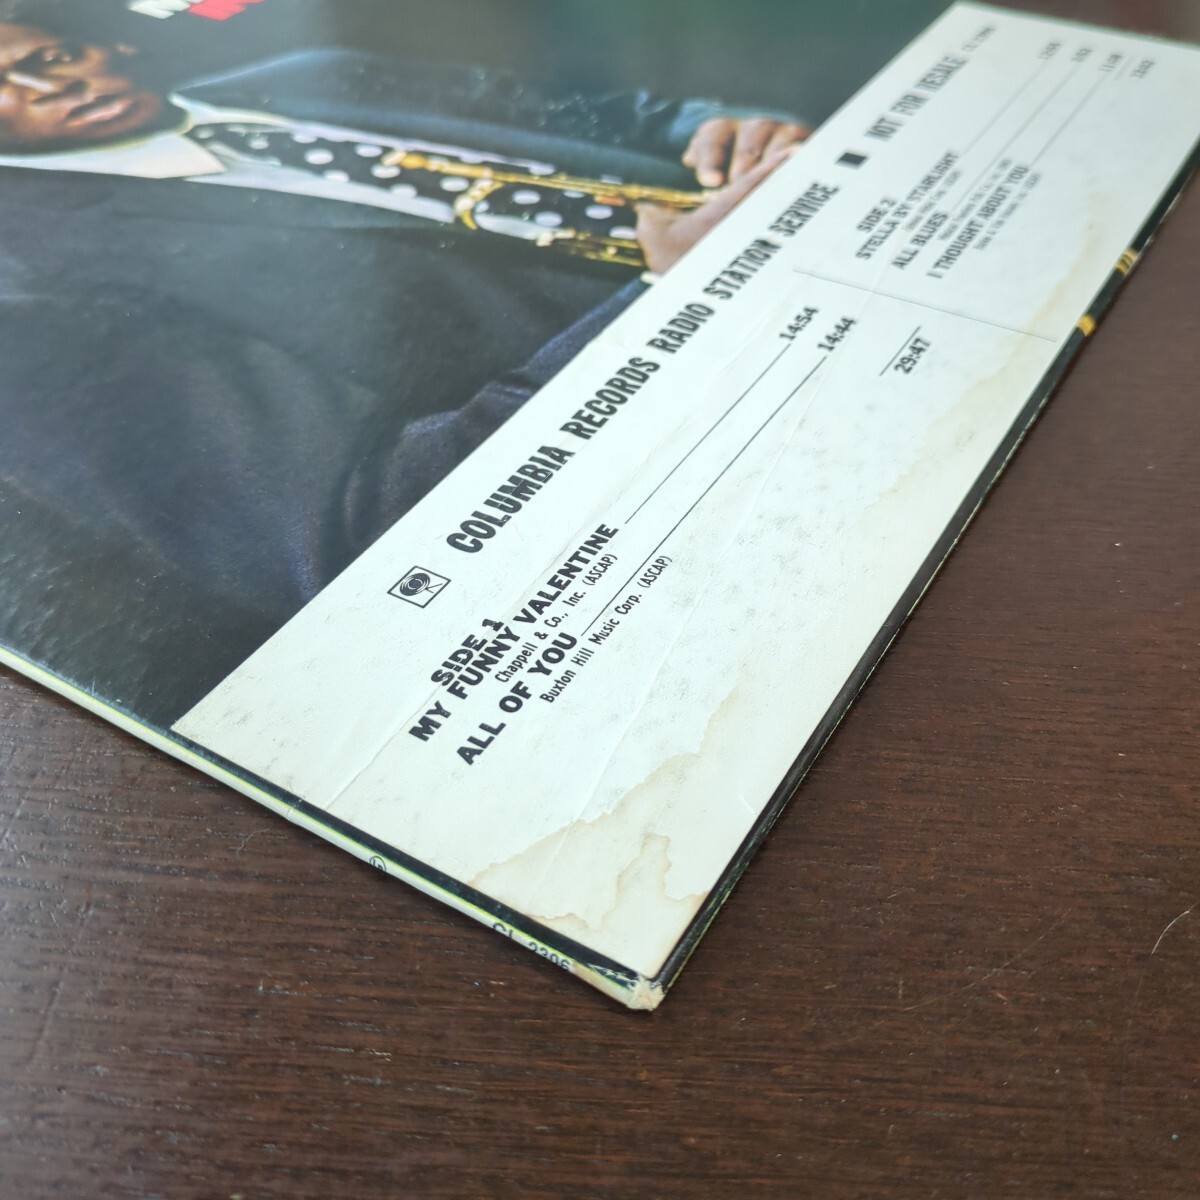 COLUMBIA RECORDS RADIO STATION SERVICE ■ NOT FOR RESALE
SIDE 1
MY FUNNY VALENTINE 14:54
Chappell & Co., Inc. (ASCAP)
ALL OF YOU 14:44
Buxton Hill Music Corp. (ASCAP)
29:47
SIDE 2
STELLA BY STARLIGHT
ALL BLUES
I THOUGHT ABOUT YOU
CL 2306